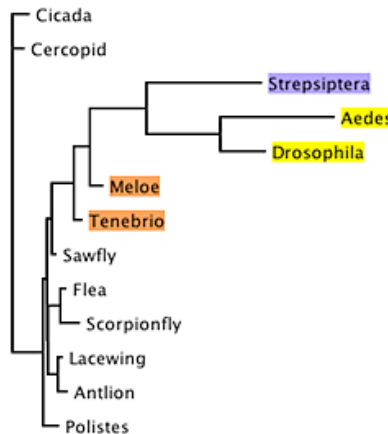 Cicada
Cercopid
Strepsiptera
Aedes
Drosophila
Meloe
Tenebrio
Sawfly
Flea
Scorpionfly
Lacewing
Antlion
Polistes